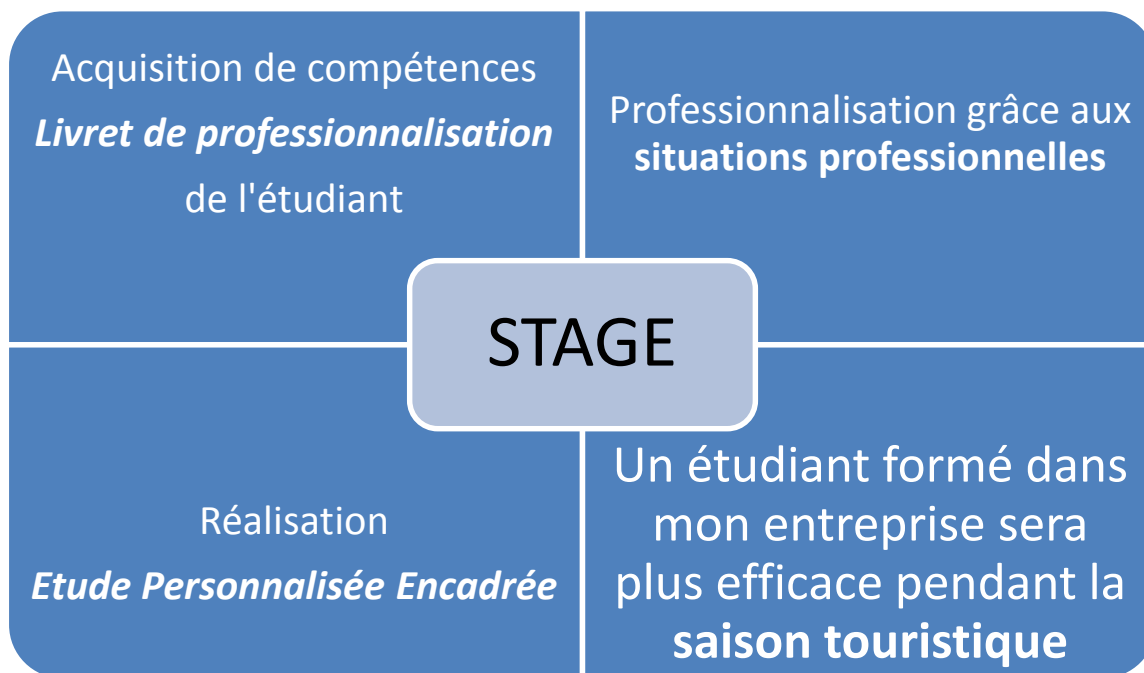 Acquisition de compétences
Livret de professionnalisation
de l'étudiant
Professionnalisation grâce aux
situations professionnelles
STAGE
Réalisation
Etude Personnalisée Encadrée
Un étudiant formé dans
mon entreprise sera
plus efficace pendant la
saison touristique